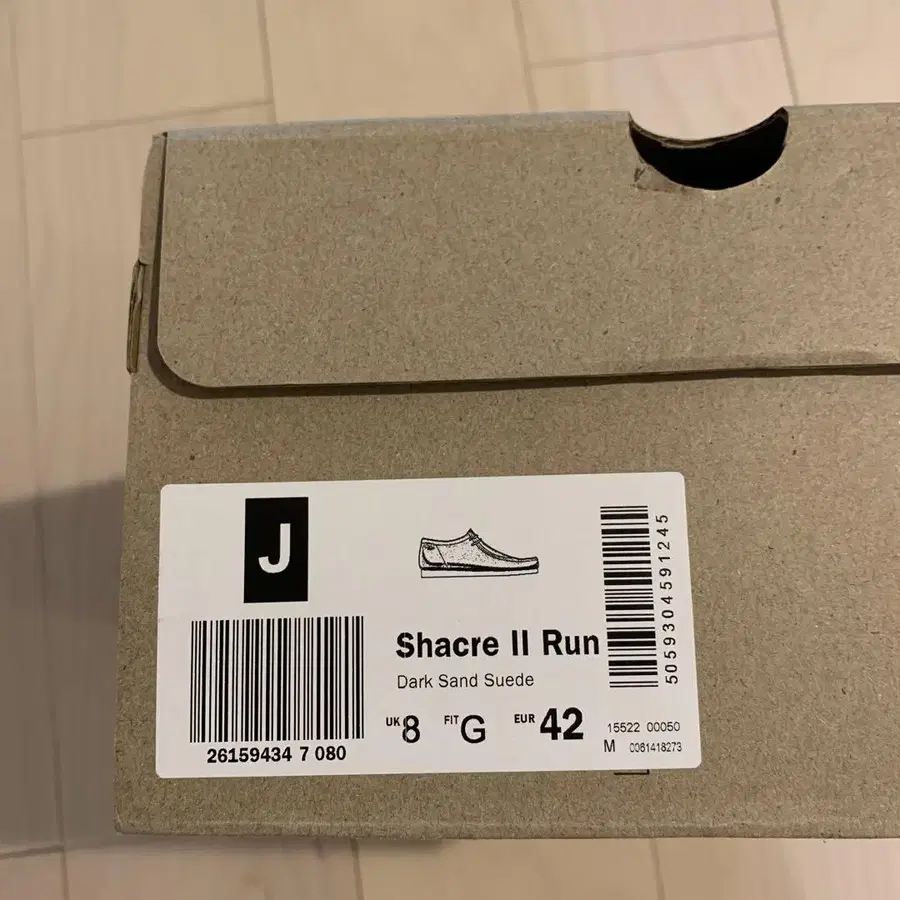 J
26159434 7 080
Shacre II Run
Dark Sand Suede
UK 8 FIT G EUR 42
5059304591245
15522 00050
M 0061418273